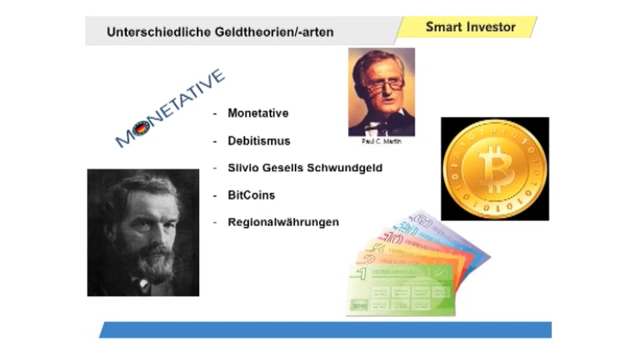 Unterschiedliche Geldtheorien/-arten
Smart Investor
MONETATIVE
- Monetative
- Debitismus
- Silvio Gesells Schwundgeld
- BitCoins
- Regionalwährungen
Paul C. Martin